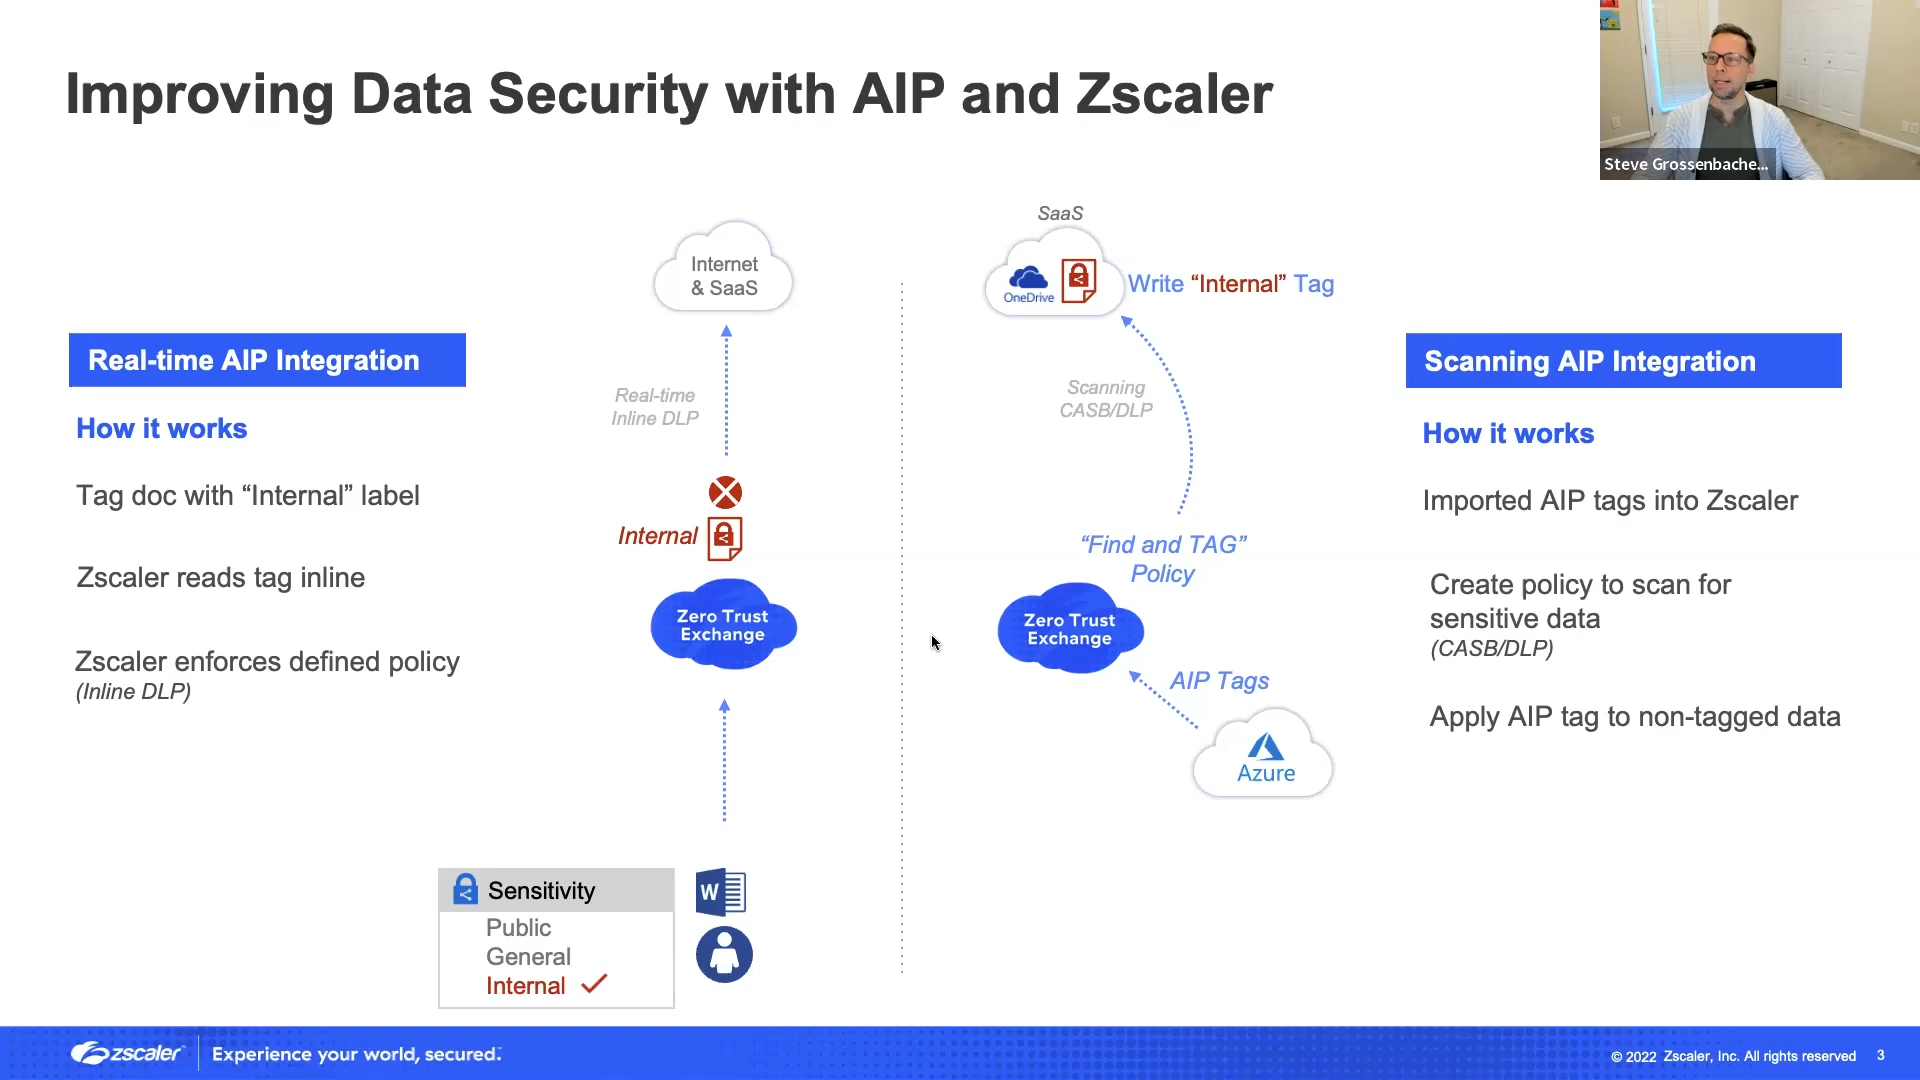 Improving Data Security with AIP and Zscaler
Steve Grossenbache...
Real-time AIP Integration
How it works
Tag doc with “Internal” label
Zscaler reads tag inline
Zscaler enforces defined policy
(Inline DLP)
Internet
& SaaS
Real-time
Inline DLP
Internal
Zero Trust
Exchange
Sensitivity
Public
General
Internal
W
SaaS
OneDrive
Write “Internal” Tag
Scanning
CASB/DLP
“Find and TAG”
Policy
Zero Trust
Exchange
AIP Tags
Azure
Scanning AIP Integration
How it works
Imported AIP tags into Zscaler
Create policy to scan for
sensitive data
(CASB/DLP)
Apply AIP tag to non-tagged data
zscaler
Experience your world, secured.™
© 2022 Zscaler, Inc. All rights reserved 3